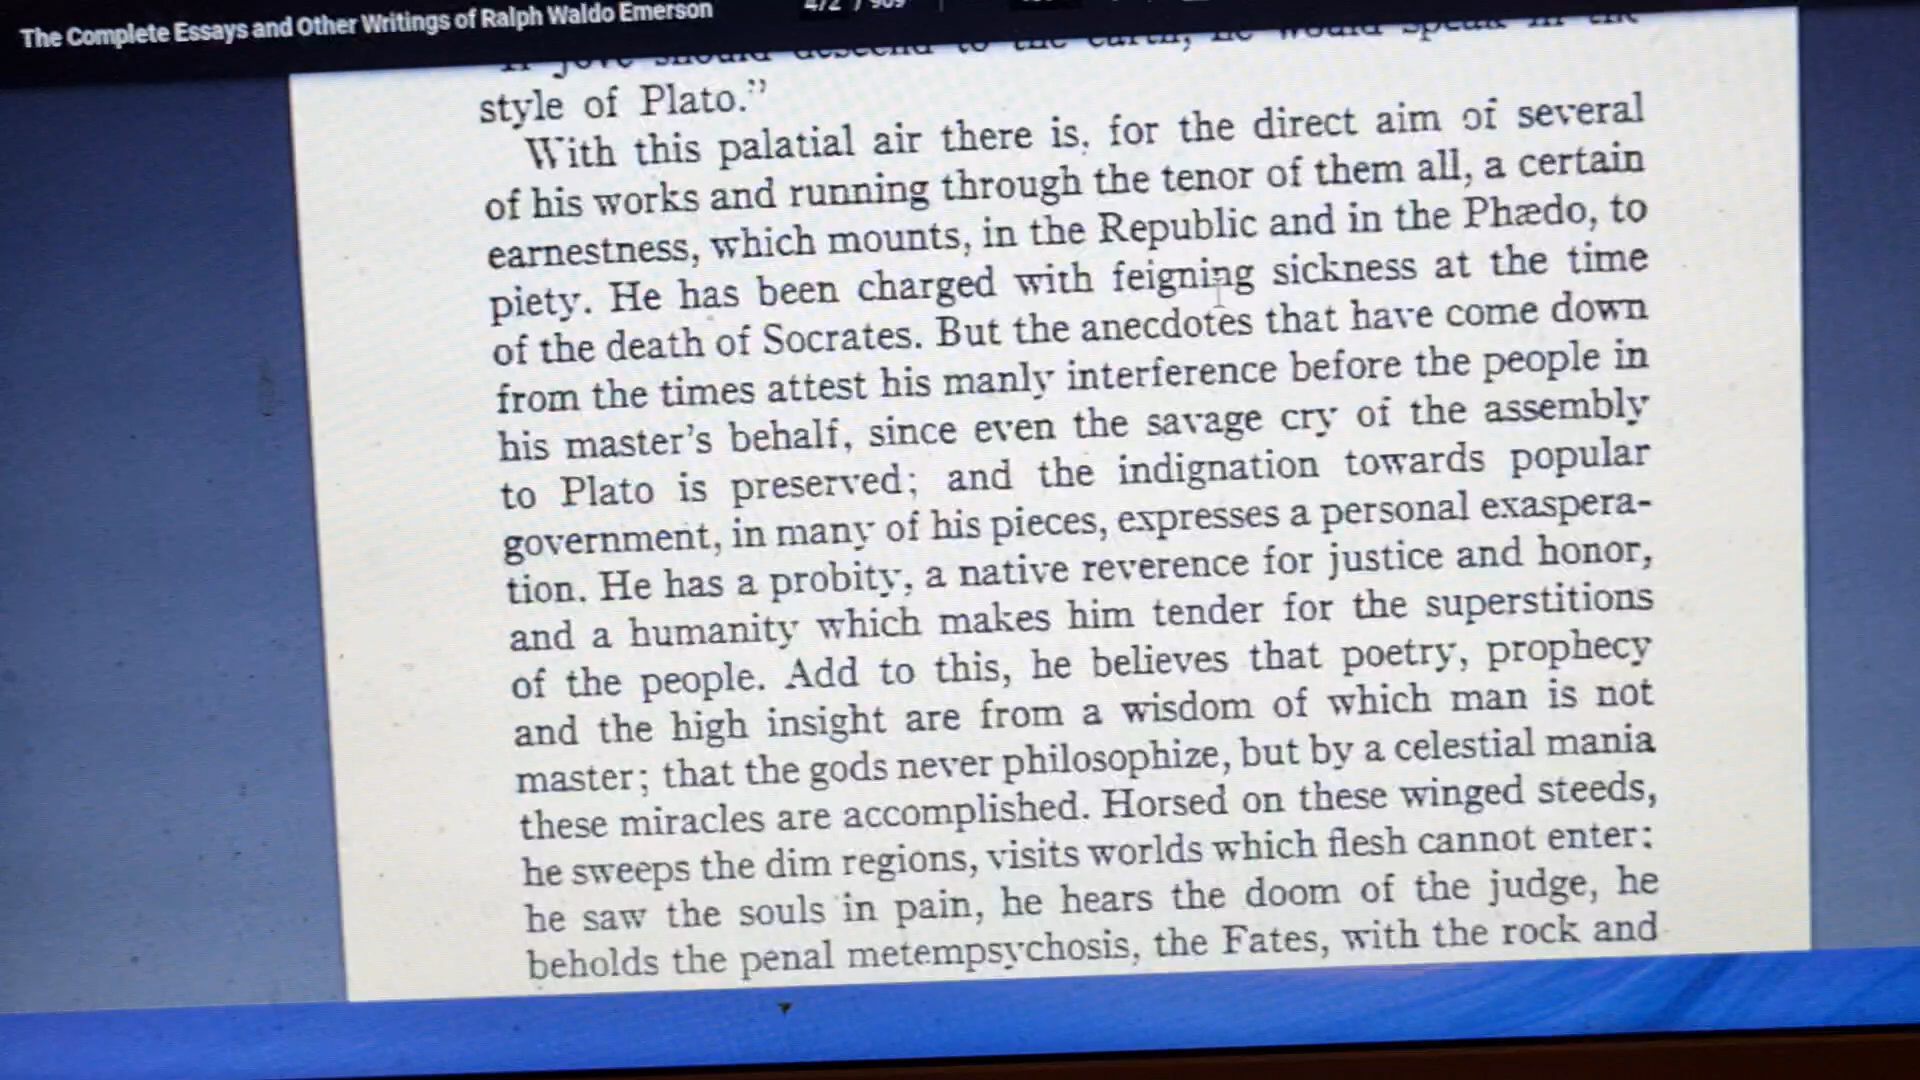 The Complete Essays and Other Writings of Ralph Waldo Emerson
should descend to the earth, he would speak in the
style of Plato."
With this palatial air there is, for the direct aim of several
of his works and running through the tenor of them all, a certain
earnestness, which mounts, in the Republic and in the Phædo, to
piety. He has been charged with feigning sickness at the time
of the death of Socrates. But the anecdotes that have come down
from the times attest his manly interference before the people in
his master's behalf, since even the savage cry of the assembly
to Plato is preserved; and the indignation towards popular
government, in many of his pieces, expresses a personal exaspera-
tion. He has a probity, a native reverence for justice and honor,
and a humanity which makes him tender for the superstitions
of the people. Add to this, he believes that poetry, prophecy
and the high insight are from a wisdom of which man is not
master; that the gods never philosophize, but by a celestial mania
these miracles are accomplished. Horsed on these winged steeds,
he sweeps the dim regions, visits worlds which flesh cannot enter:
he saw the souls in pain, he hears the doom of the judge, he
beholds the penal metempsychosis, the Fates, with the rock and